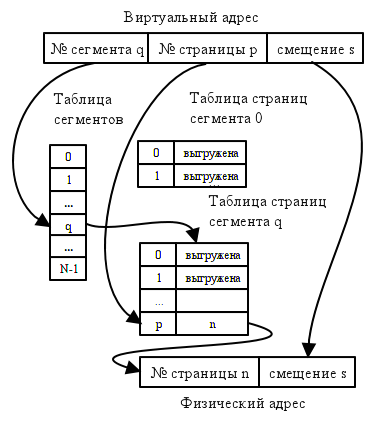 Виртуальный адрес
№ сегмента q № страницы p смещение s
Таблица
сегментов
Таблица страниц
сегмента 0
0
1
...
q
...
N-1
0 выгружена
1 выгружена
...
Таблица страниц
сегмента q
0 выгружена
1 выгружена
...
p n
№ страницы n смещение s
Физический адрес